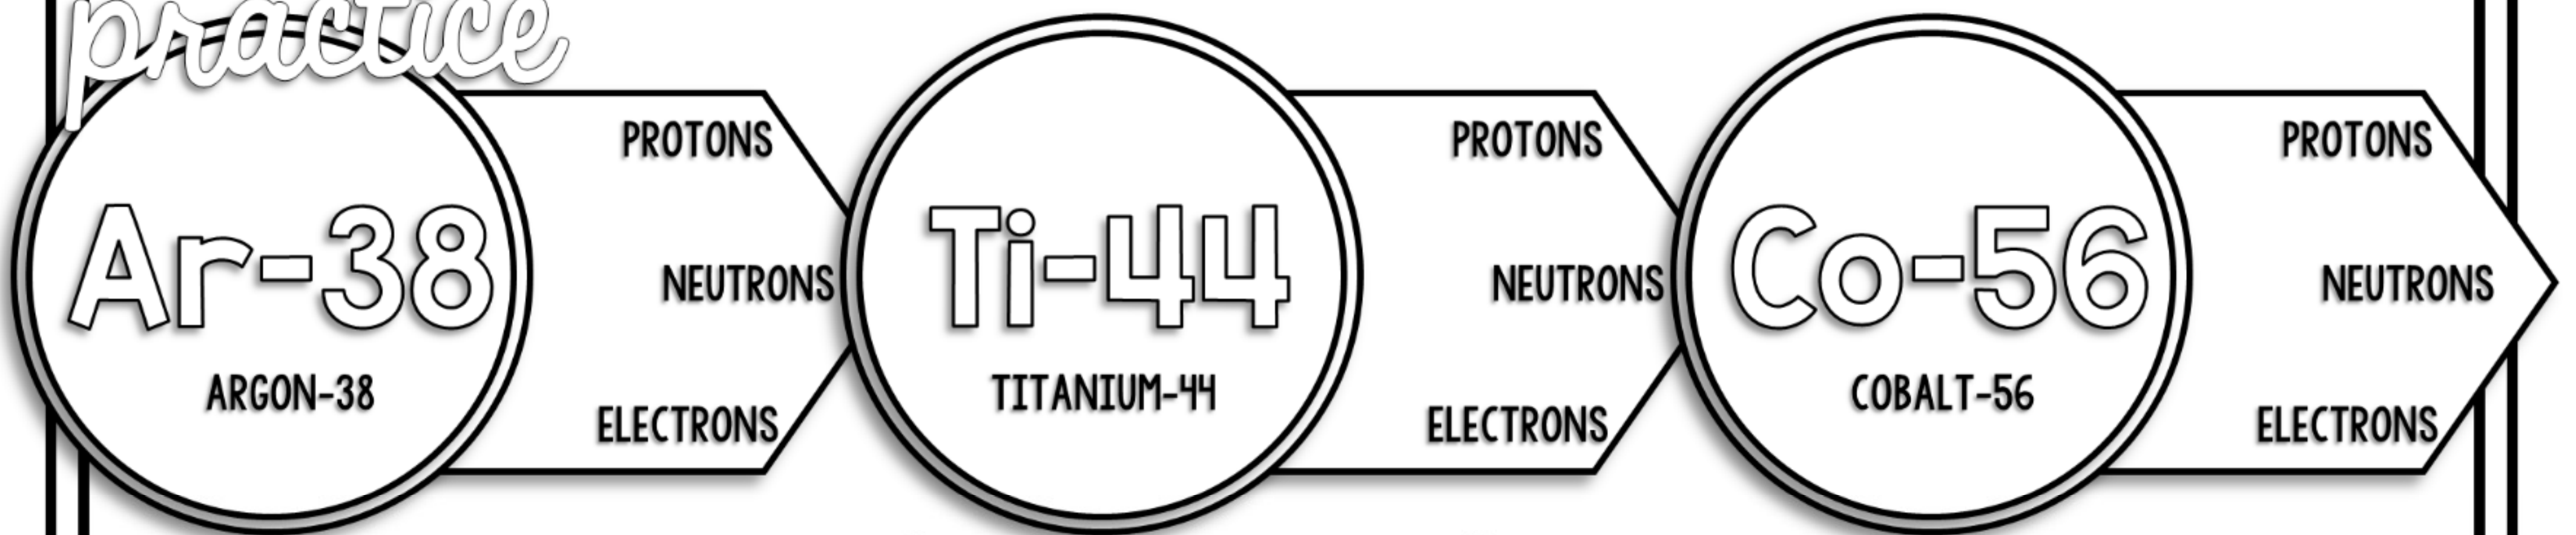 practice
Ar-38
ARGON-38
PROTONS
NEUTRONS
ELECTRONS
Ti-44
TITANIUM-44
PROTONS
NEUTRONS
ELECTRONS
Co-56
COBALT-56
PROTONS
NEUTRONS
ELECTRONS